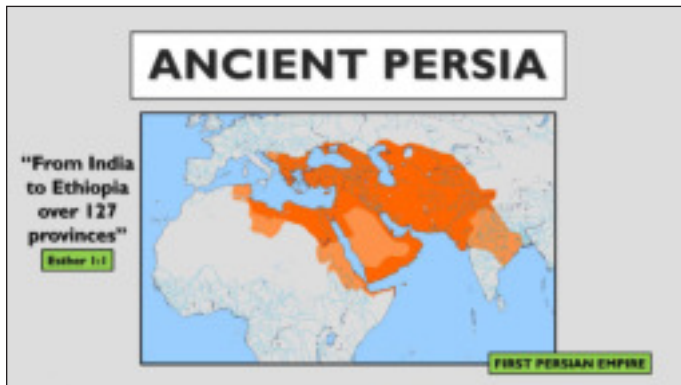 ANCIENT PERSIA
"From India
to Ethiopia
over 127
provinces"
Esther 1:1
FIRST PERSIAN EMPIRE